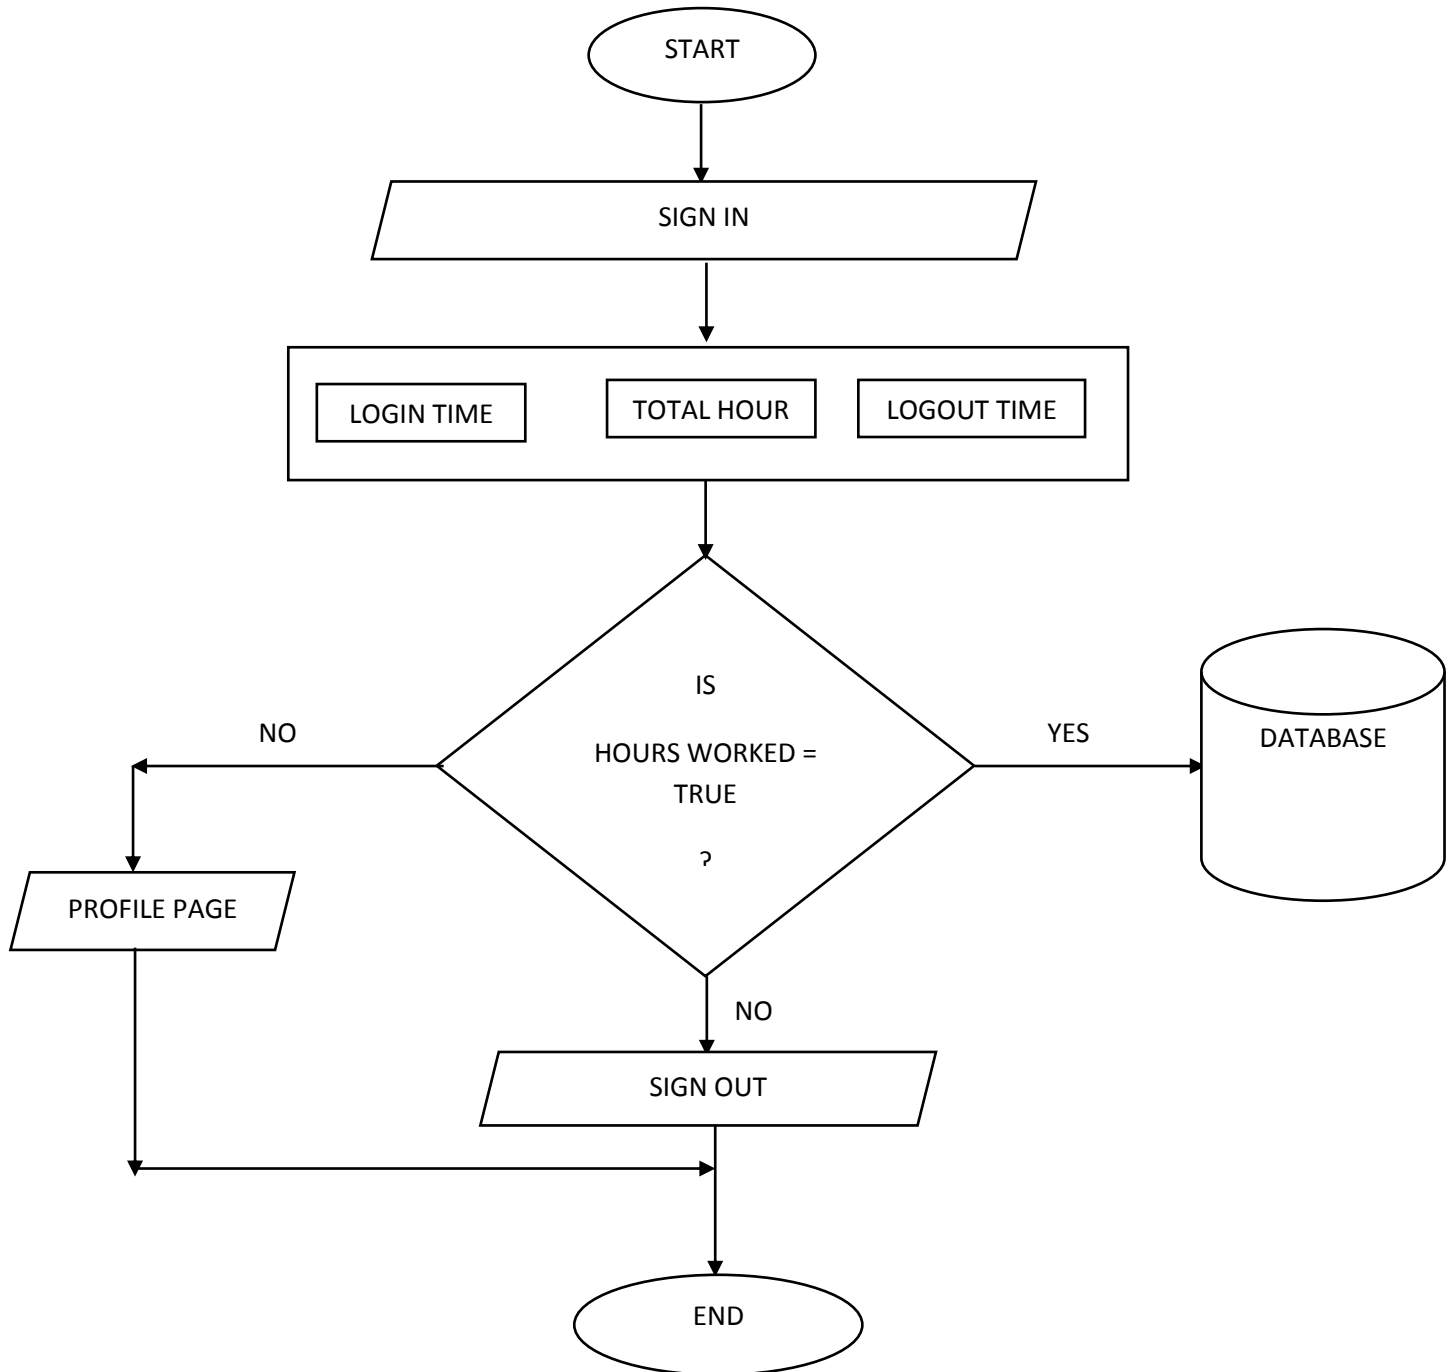 START
SIGN IN
LOGIN TIME
TOTAL HOUR
LOGOUT TIME
IS
HOURS WORKED =
TRUE
?
NO
YES
DATABASE
PROFILE PAGE
NO
SIGN OUT
END